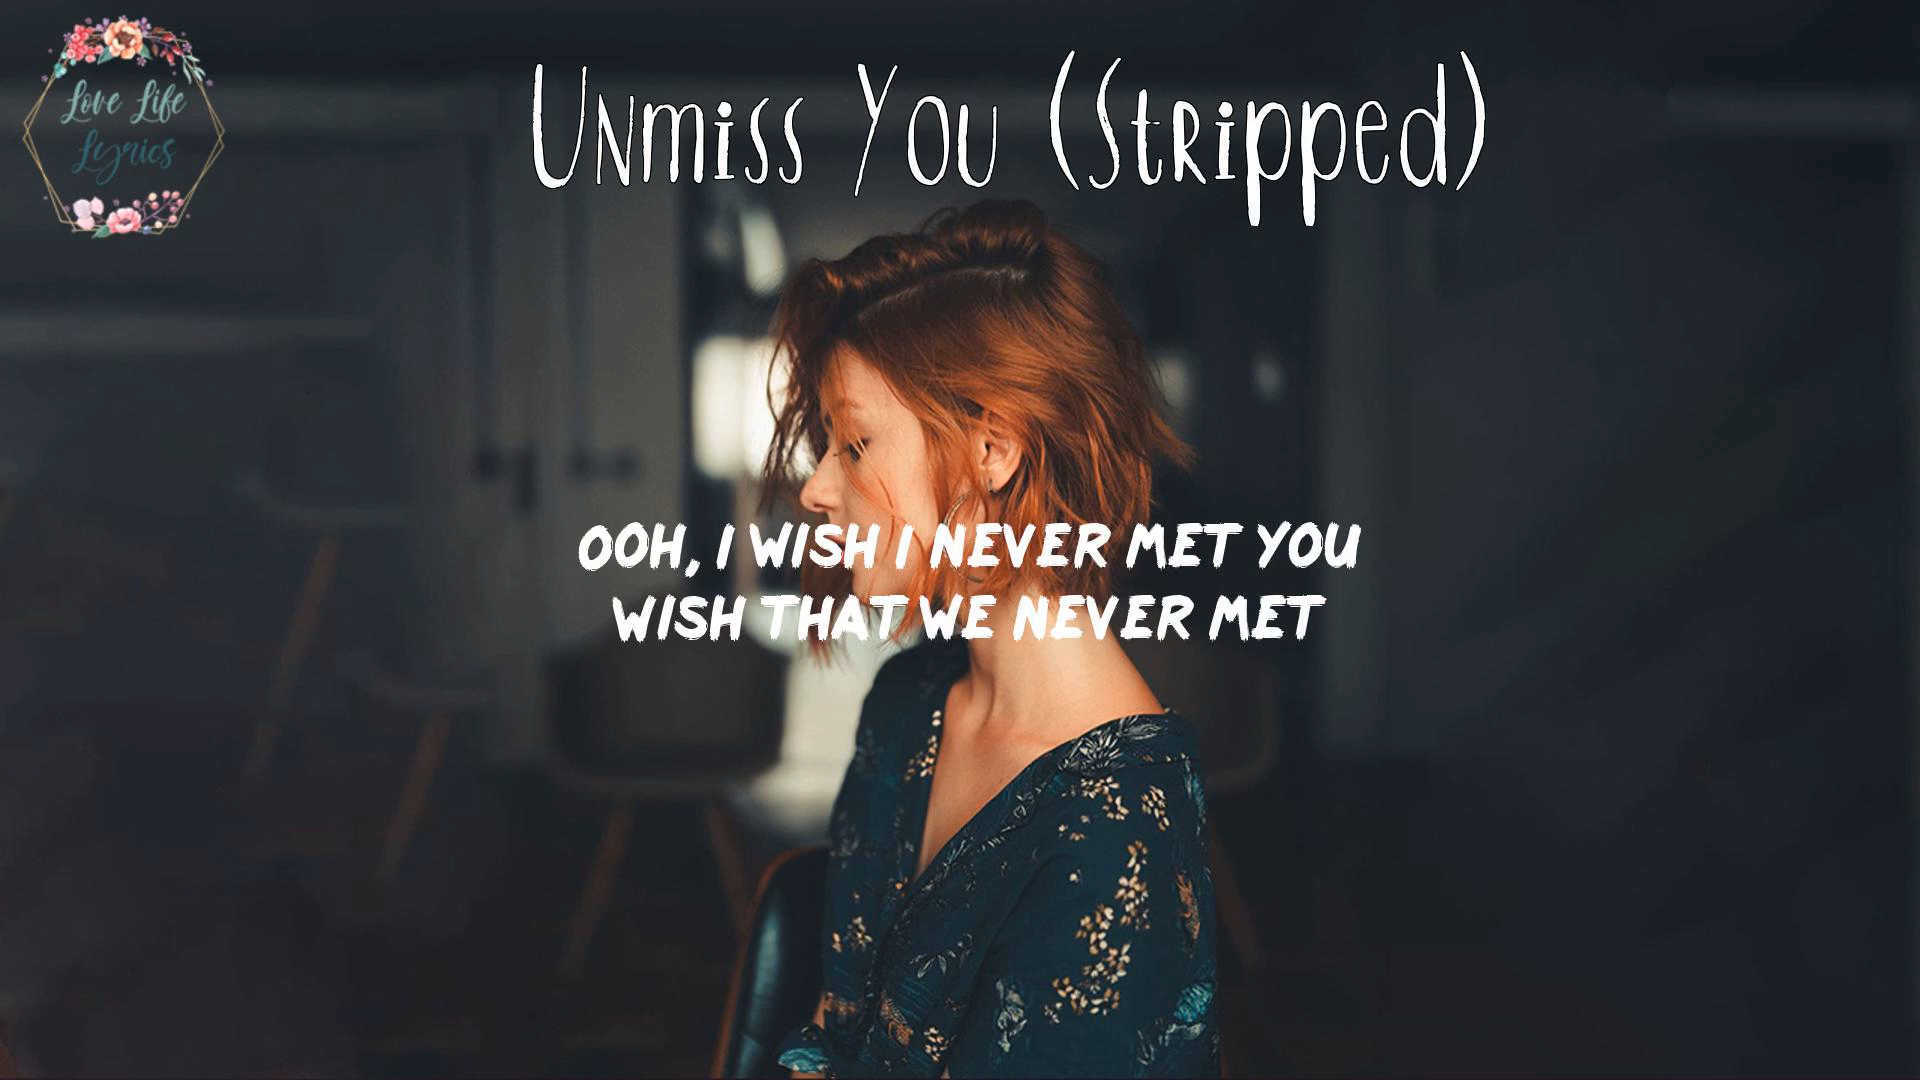 Love Life
Lyrics
Unmiss You (Stripped)
OOH, I WISH I NEVER MET YOU
WISH THAT WE NEVER MET